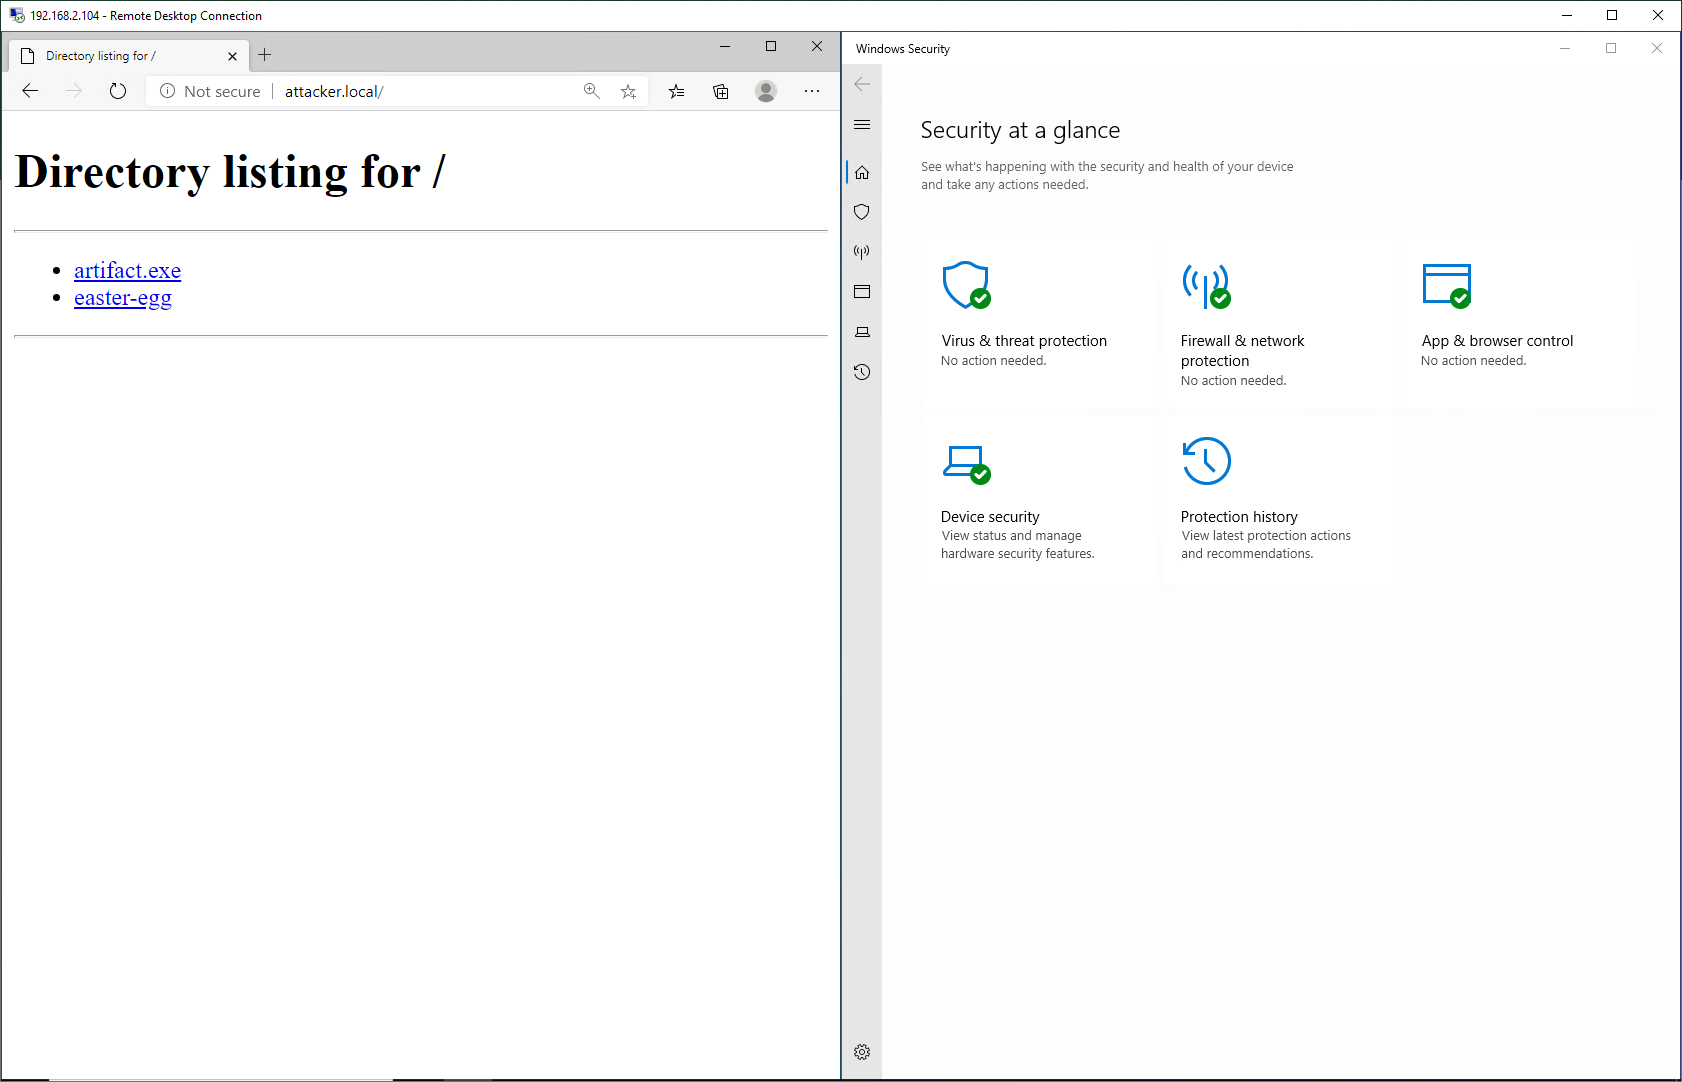 192.168.2.104 - Remote Desktop Connection
Directory listing for /
Not secure
attacker.local/
Directory listing for /
artifact.exe
easter-egg
Windows Security
Security at a glance
See what's happening with the security and health of your device
and take any actions needed.
Virus & threat protection
No action needed.
Firewall & network
protection
No action needed.
App & browser control
No action needed.
Device security
View status and manage
hardware security features.
Protection history
View latest protection actions
and recommendations.